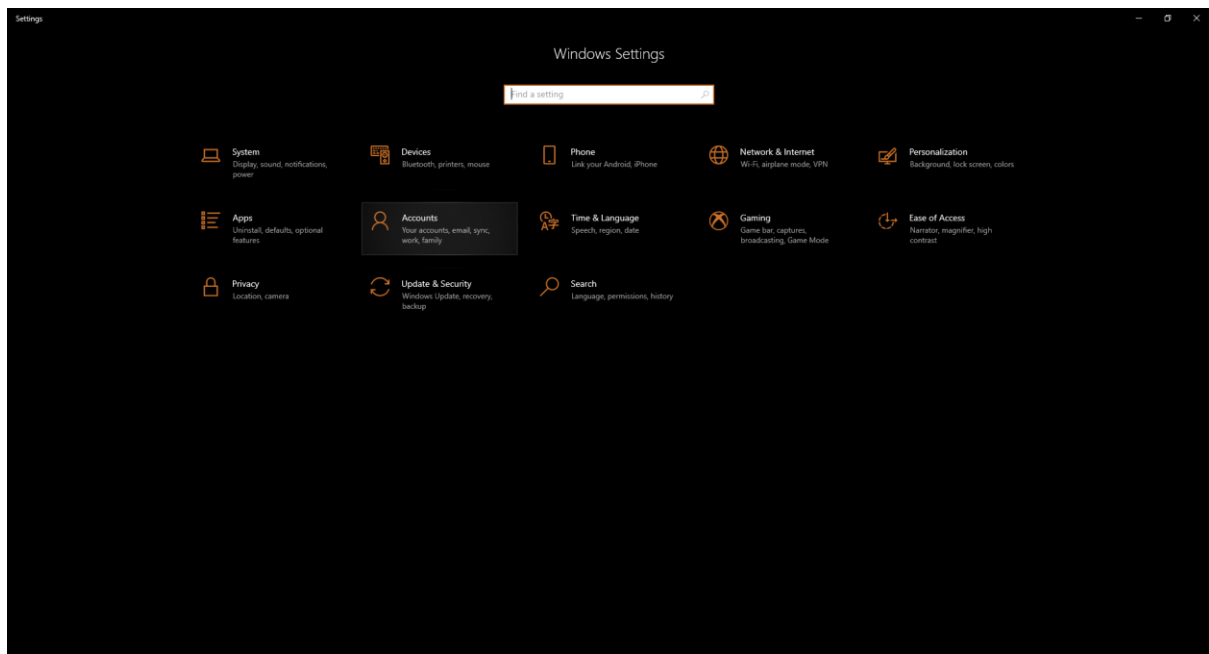 Settings
Windows Settings
Find a setting
System
Display, sound, notifications,
power
Devices
Bluetooth, printers, mouse
Phone
Link your Android, iPhone
Network & Internet
Wi-Fi, airplane mode, VPN
Personalization
Background, lock screen, colors
Apps
Uninstall, defaults, optional
features
Accounts
Your accounts, email, sync,
work, family
Time & Language
Speech, region, date
Gaming
Game bar, captures,
broadcasting, Game Mode
Ease of Access
Narrator, magnifier, high
contrast
Privacy
Location, camera
Update & Security
Windows Update, recovery,
backup
Search
Language, permissions, history